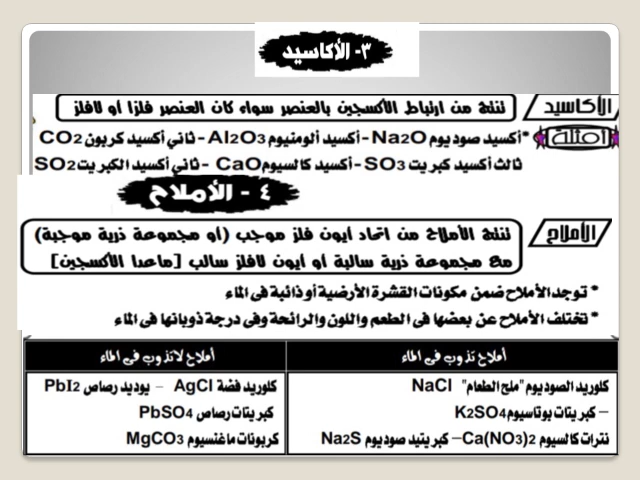 ٣- الأكاسيد
الأكاسيد
تنتج من ارتباط الأكسجين بالعنصر سواء كان العنصر فلزا أو لافلز
أمثلة
*أكسيد صوديوم Na2O - أكسيد ألومنيوم Al2O3 - ثاني أكسيد كربون CO2
ثالث أكسيد كبريت SO3 - أكسيد كالسيوم CaO - ثاني أكسيد الكبريت SO2
٤ - الأملاح
الأملاح
تنتج الأملاح من اتحاد ايون فلز موجب (أو مجموعة ذرية موجبة)
مع مجموعة ذرية سالبة أو ايون لافلز سالب [ماعدا الأكسجين]
* توجد الأملاح ضمن مكونات القشرة الأرضية أو ذائبة فى الماء
* تختلف الأملاح عن بعضها فى الطعم واللون والرائحة وفى درجة ذوبانها فى الماء
أملاح تذوب فى الماء
أملاح لاتذوب فى الماء
كلوريد الصوديوم "ملح الطعام" NaCl
– كبريتات بوتاسيوم K2SO4
نترات كالسيوم Ca(NO3)2 – كبريتيد صوديوم Na2S
كلوريد فضة AgCl – يوديد رصاص PbI2
كبريتات رصاص PbSO4
كربونات ماغنسيوم MgCO3